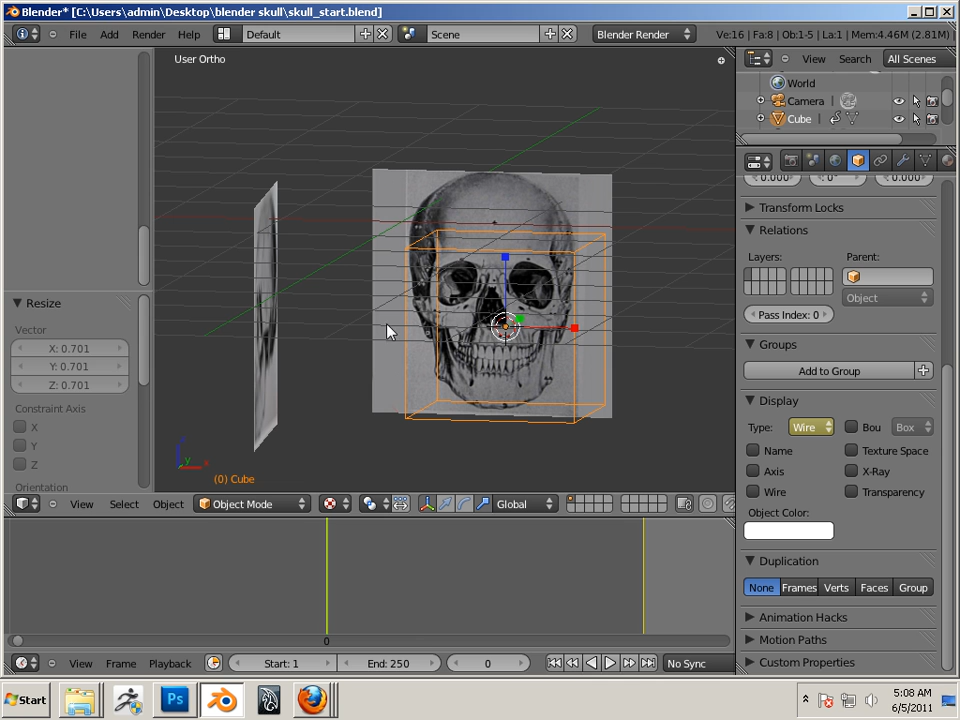 Blender* [C:\Users\admin\Desktop\blender skull\skull_start.blend]
File Add Render Help Default Scene Blender Render Ve:16 | Fa:8 | Ob:1-5 | La:1 | Mem:4.46M (2.81M)
View Search All Scenes
User Ortho
World
Camera
Cube
0.000 0° 0.000
Transform Locks
Relations
Layers: Parent:
Object
Pass Index: 0
Groups
Add to Group
Display
Type: Wire Bou Box
Name Texture Space
Axis X-Ray
Wire Transparency
Object Color:
Duplication
None Frames Verts Faces Group
Animation Hacks
Motion Paths
Custom Properties
Resize
Vector
X: 0.701
Y: 0.701
Z: 0.701
Constraint Axis
X
Y
Z
Orientation
y x
(0) Cube
View Select Object Object Mode Global
0
View Frame Playback Start: 1 End: 250 0 No Sync
Start Ps 5:08 AM
6/5/2011